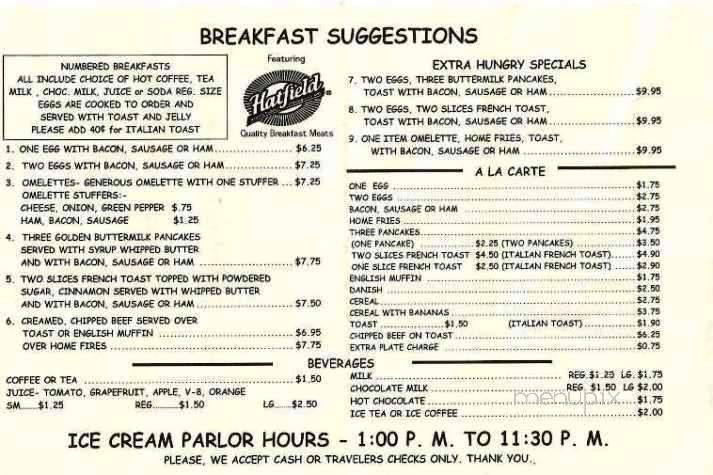 BREAKFAST SUGGESTIONS
NUMBERED BREAKFASTS
ALL INCLUDE CHOICE OF HOT COFFEE, TEA
MILK , CHOC. MILK, JUICE or SODA REG. SIZE
EGGS ARE COOKED TO ORDER AND
SERVED WITH TOAST AND JELLY
PLEASE ADD 40¢ for ITALIAN TOAST
Featuring
Hatfield
Quality Breakfast Meats
1. ONE EGG WITH BACON, SAUSAGE OR HAM.................. $6.25
2. TWO EGGS WITH BACON, SAUSAGE OR HAM................ $7.25
3. OMELETTES- GENEROUS OMELETTE WITH ONE STUFFER ... $7.25
OMELETTE STUFFERS:-
CHEESE, ONION, GREEN PEPPER $.75
HAM, BACON, SAUSAGE $1.25
4. THREE GOLDEN BUTTERMILK PANCAKES
SERVED WITH SYRUP WHIPPED BUTTER
AND WITH BACON, SAUSAGE OR HAM ...................... $7.75
5. TWO SLICES FRENCH TOAST TOPPED WITH POWDERED
SUGAR, CINNAMON SERVED WITH WHIPPED BUTTER
AND WITH BACON, SAUSAGE OR HAM ...................... $7.50
6. CREAMED, CHIPPED BEEF SERVED OVER
TOAST OR ENGLISH MUFFIN ............................... $6.95
OVER HOME FIRES ......................................... $7.75
EXTRA HUNGRY SPECIALS
7. TWO EGGS, THREE BUTTERMILK PANCAKES,
TOAST WITH BACON, SAUSAGE OR HAM .................... $9.95
8. TWO EGGS, TWO SLICES FRENCH TOAST,
TOAST WITH BACON, SAUSAGE OR HAM .................... $9.95
9. ONE ITEM OMELETTE, HOME FRIES, TOAST,
WITH BACON, SAUSAGE OR HAM ......................... $9.95
A LA CARTE
ONE EGG .................................................. $1.75
TWO EGGS ................................................. $2.75
BACON, SAUSAGE OR HAM .................................. $2.75
HOME FRIES ............................................... $1.95
THREE PANCAKES .......................................... $4.75
(ONE PANCAKE) ................ $2.25 (TWO PANCAKES) ............. $3.50
TWO SLICES FRENCH TOAST $4.50 (ITALIAN FRENCH TOAST)...... $4.90
ONE SLICE FRENCH TOAST $2.50 (ITALIAN FRENCH TOAST) ...... $2.90
ENGLISH MUFFIN .......................................... $1.75
DANISH ................................................... $2.50
CEREAL.................................................... $2.75
CEREAL WITH BANANAS .................................... $3.75
TOAST .................$1.50 (ITALIAN TOAST)............. $1.90
CHIPPED BEEF ON TOAST .................................. $6.25
EXTRA PLATE CHARGE ..................................... $0.75
BEVERAGES
COFFEE OR TEA ............................................ $1.50
JUICE- TOMATO, GRAPEFRUIT, APPLE, V-8, ORANGE
SM.........$1.25 REG..........$1.50 LG......$2.50
MILK ............................................ REG. $1.25 LG. $1.75
CHOCOLATE MILK ................................. REG. $1.50 LG $2.00
HOT CHOCOLATE........................................... $1.75
ICE TEA OR ICE COFFEE .................................. $2.00
menupix
ICE CREAM PARLOR HOURS - 1:00 P. M. TO 11:30 P. M.
PLEASE, WE ACCEPT CASH OR TRAVELERS CHECKS ONLY. THANK YOU..